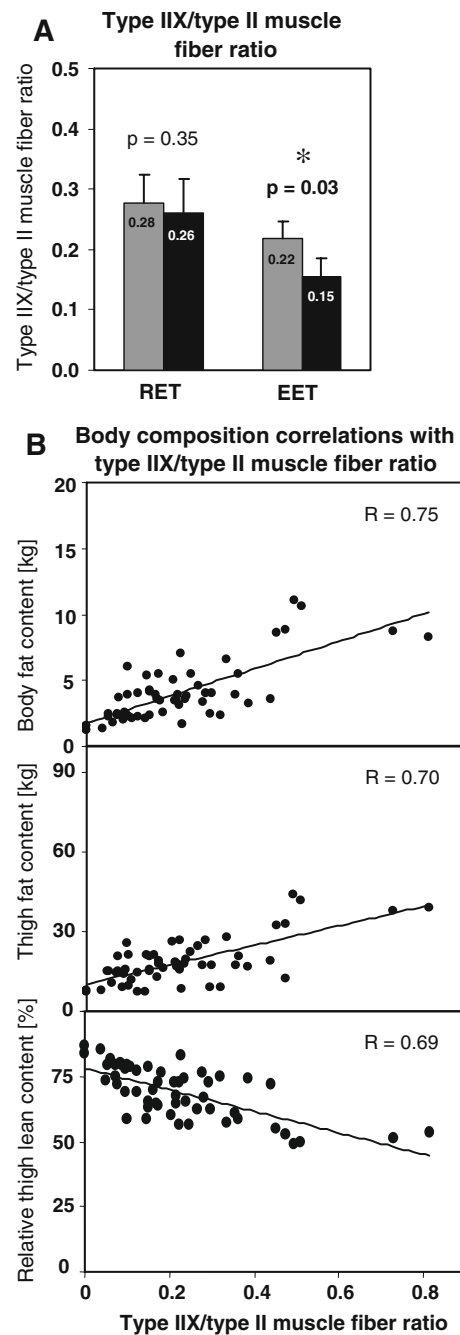 A
Type IIX/type II muscle
fiber ratio
Type IIX/type II muscle fiber ratio
0.5
0.4
0.3
0.2
0.1
0.0
p = 0.35
*
p = 0.03
0.28
0.26
0.22
0.15
RET
EET
B
Body composition correlations with
type IIX/type II muscle fiber ratio
Body fat content [kg]
20
15
10
5
0
R = 0.75
Thigh fat content [kg]
90
60
30
0
R = 0.70
Relative thigh lean content [%]
75
50
25
0
R = 0.69
0
0.2
0.4
0.6
0.8
Type IIX/type II muscle fiber ratio